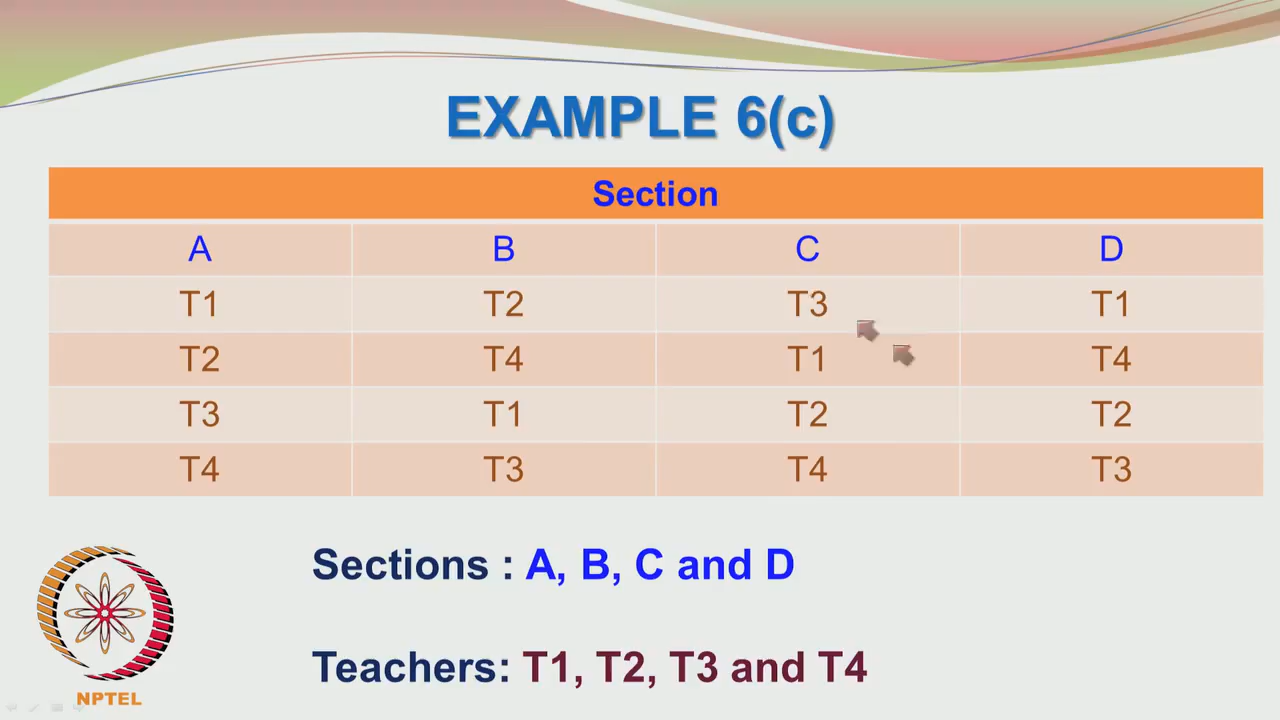 EXAMPLE 6(c)
Section
A B C D
T1 T2 T3 T1
T2 T4 T1 T4
T3 T1 T2 T2
T4 T3 T4 T3
Sections : A, B, C and D
Teachers: T1, T2, T3 and T4
NPTEL